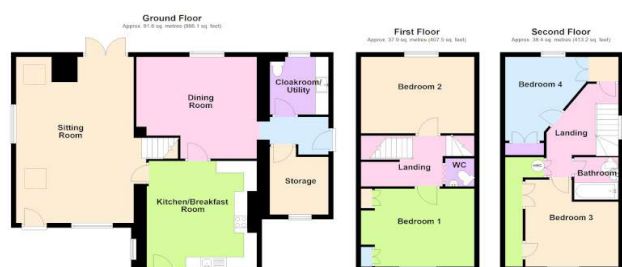 Ground Floor
Approx. 91.6 sq. metres (986.1 sq. feet)
Sitting
Room
Dining
Room
Cloakroom/
Utility
Storage
Kitchen/Breakfast
Room
First Floor
Approx. 37.9 sq. metres (407.5 sq. feet)
Bedroom 2
Landing
WC
Bedroom 1
Second Floor
Approx. 38.4 sq. metres (413.2 sq. feet)
Bedroom 4
Landing
Bathroom
Bedroom 3